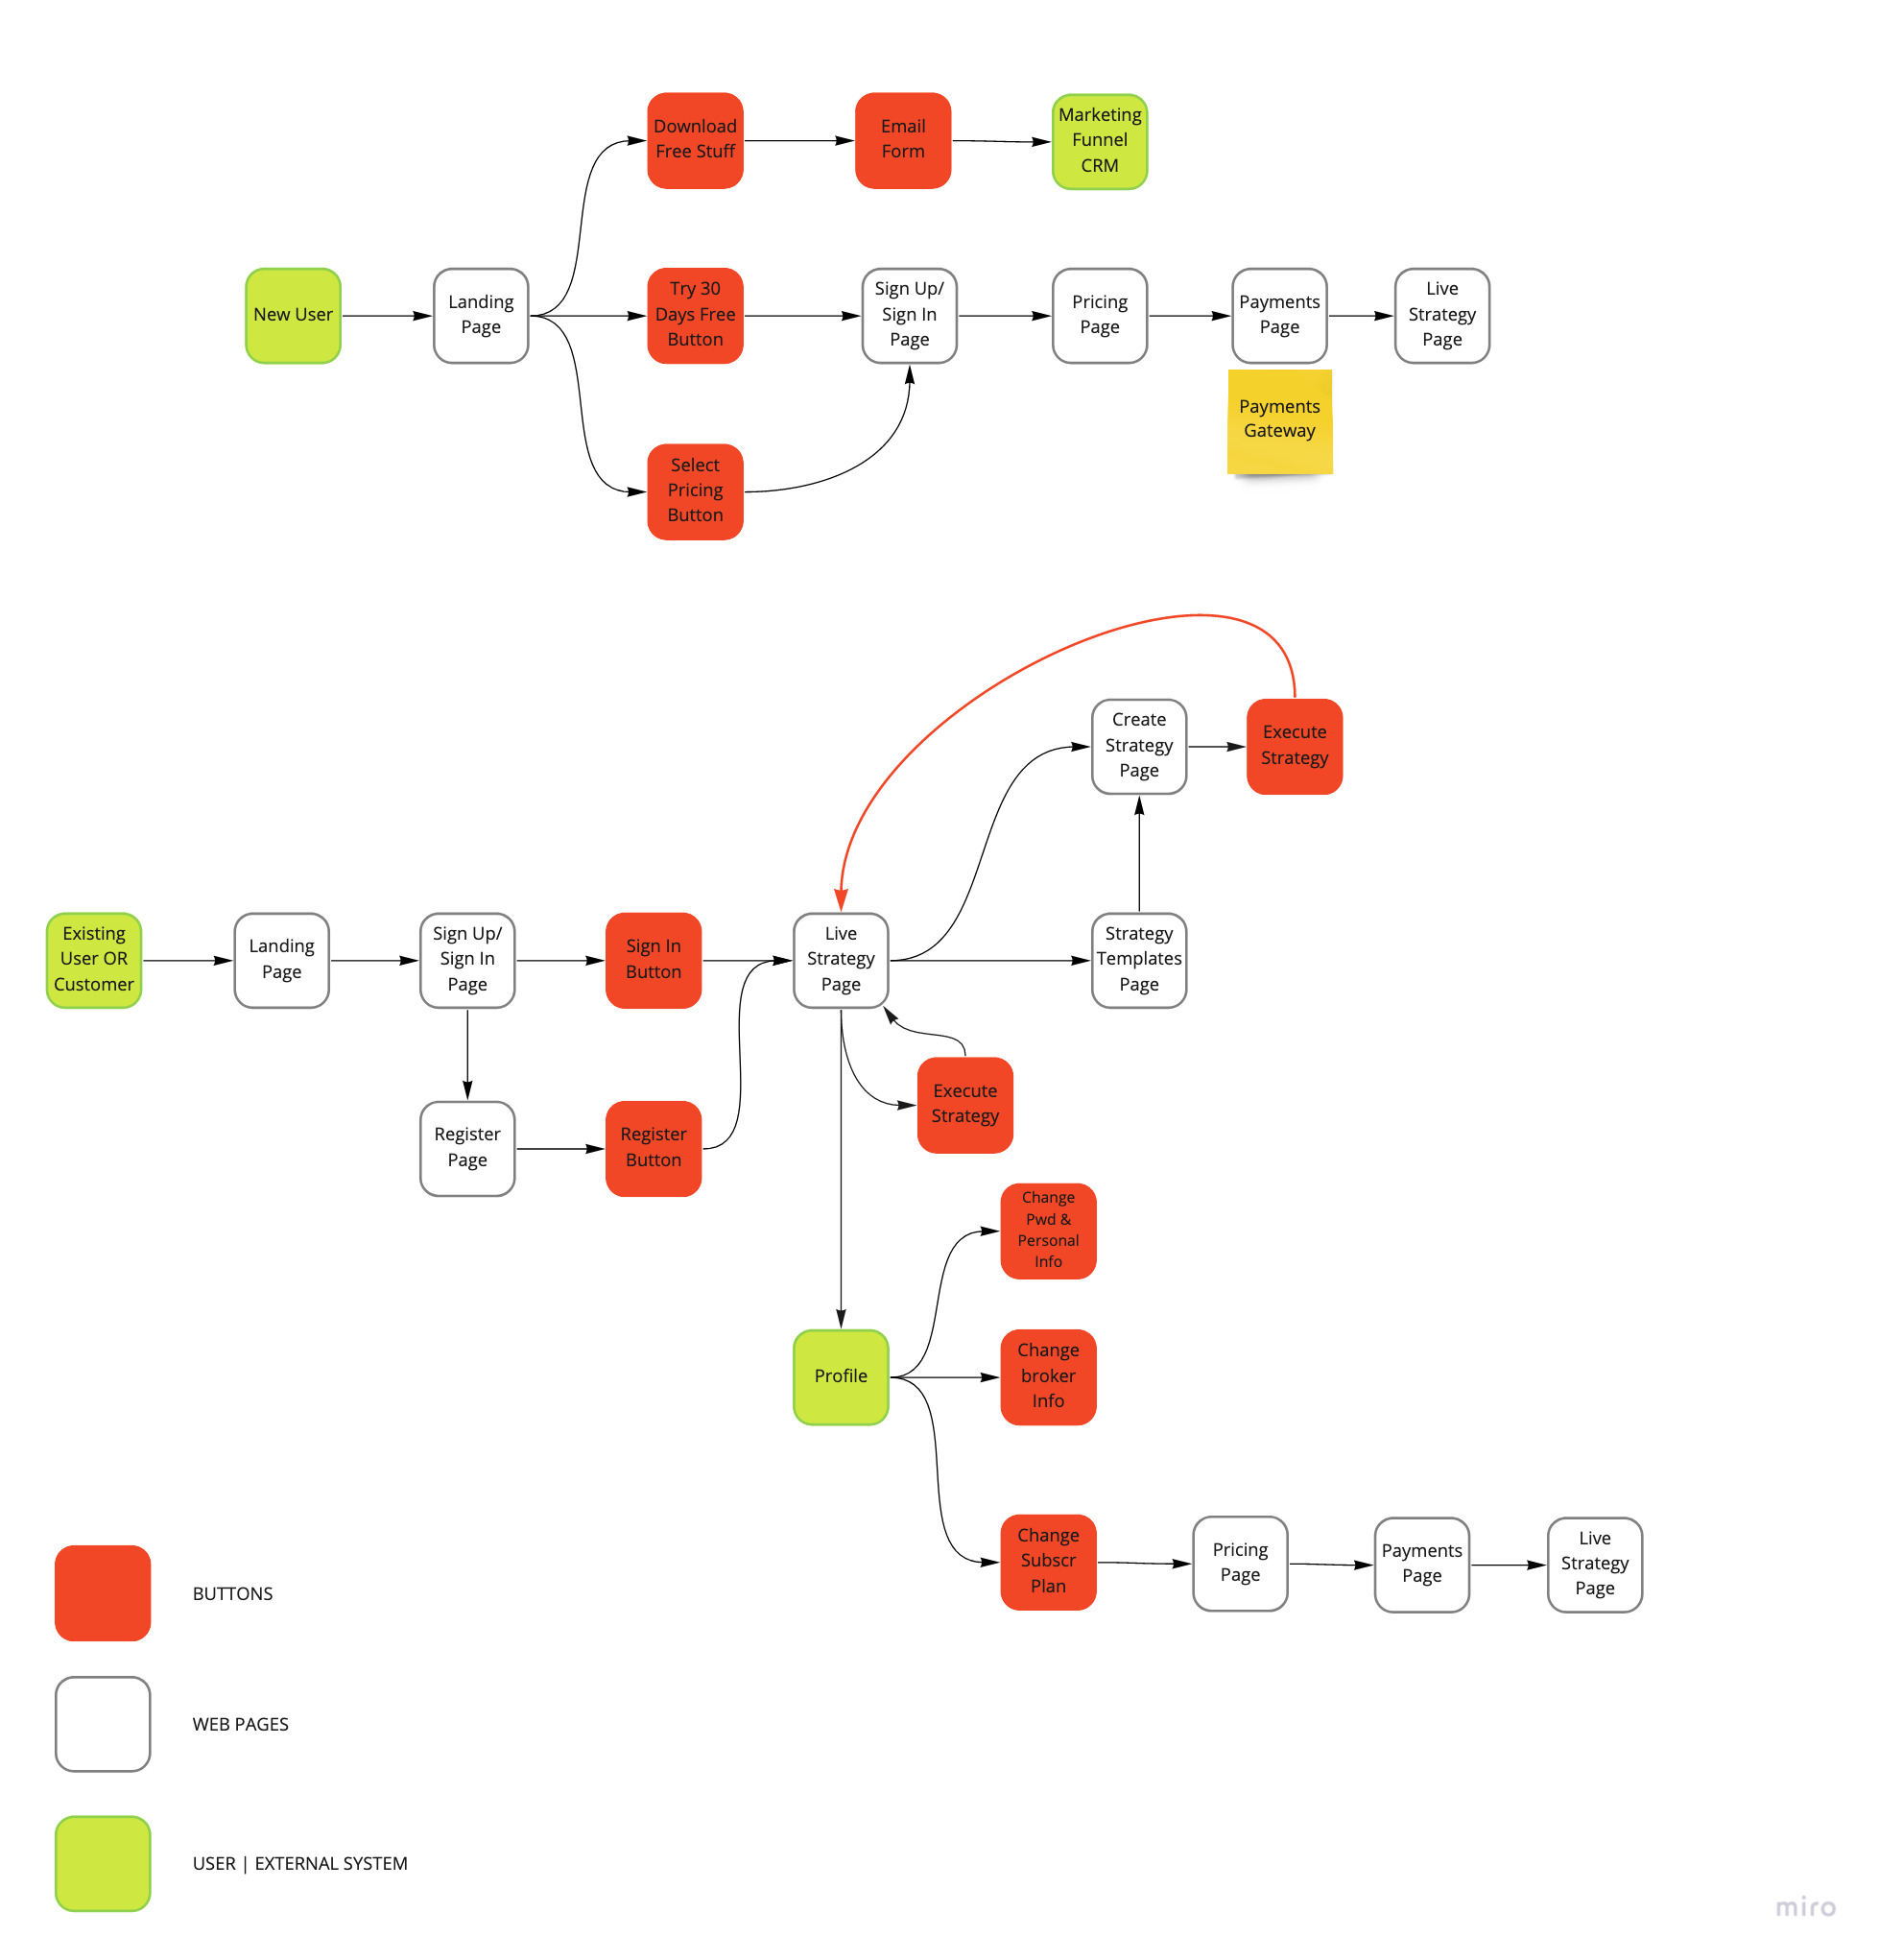 Download
Free Stuff
Email
Form
Marketing
Funnel
CRM
New User
Landing
Page
Try 30
Days Free
Button
Sign Up/
Sign In
Page
Pricing
Page
Payments
Page
Live
Strategy
Page
Payments
Gateway
Select
Pricing
Button
Create
Strategy
Page
Execute
Strategy
Existing
User OR
Customer
Landing
Page
Sign Up/
Sign In
Page
Sign In
Button
Live
Strategy
Page
Strategy
Templates
Page
Execute
Strategy
Register
Page
Register
Button
Change
Pwd &
Personal
Info
Profile
Change
broker
Info
Change
Subscr
Plan
Pricing
Page
Payments
Page
Live
Strategy
Page
BUTTONS
WEB PAGES
USER | EXTERNAL SYSTEM
miro